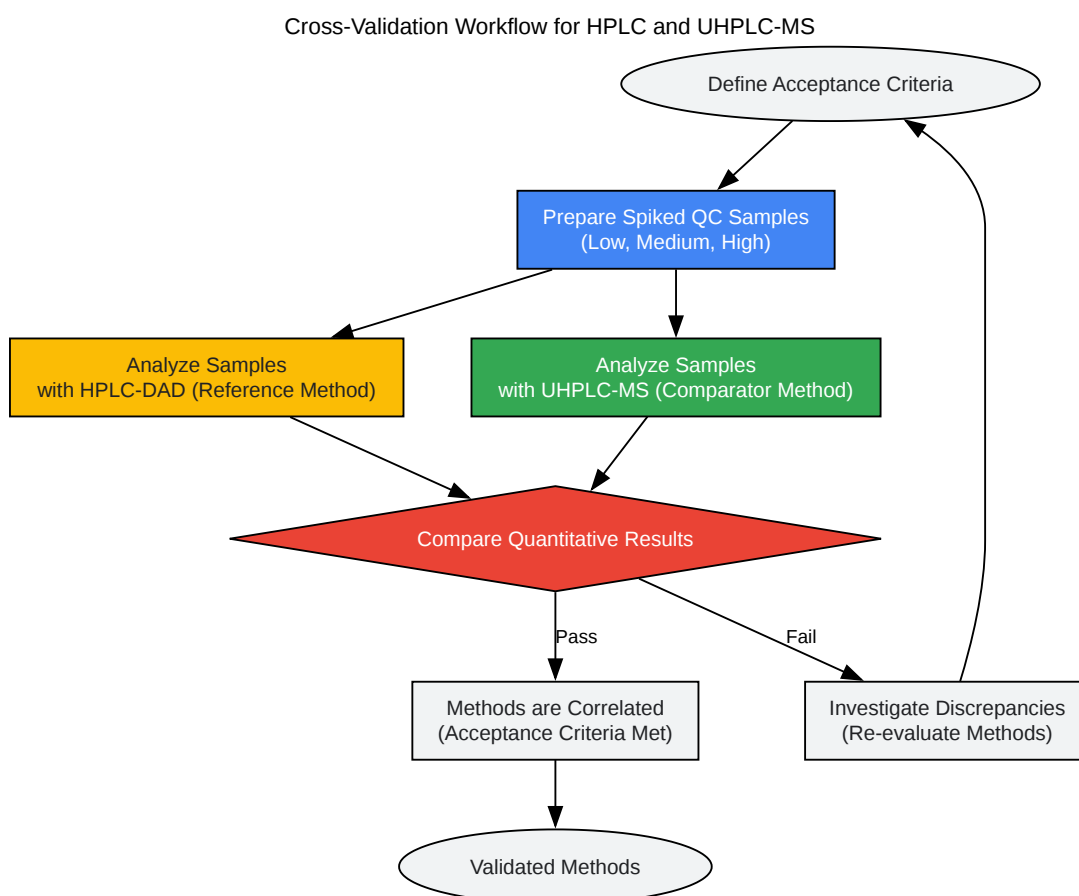 Cross-Validation Workflow for HPLC and UHPLC-MS
Define Acceptance Criteria
Prepare Spiked QC Samples
(Low, Medium, High)
Analyze Samples
with HPLC-DAD (Reference Method)
Analyze Samples
with UHPLC-MS (Comparator Method)
Compare Quantitative Results
Pass
Fail
Methods are Correlated
(Acceptance Criteria Met)
Investigate Discrepancies
(Re-evaluate Methods)
Validated Methods